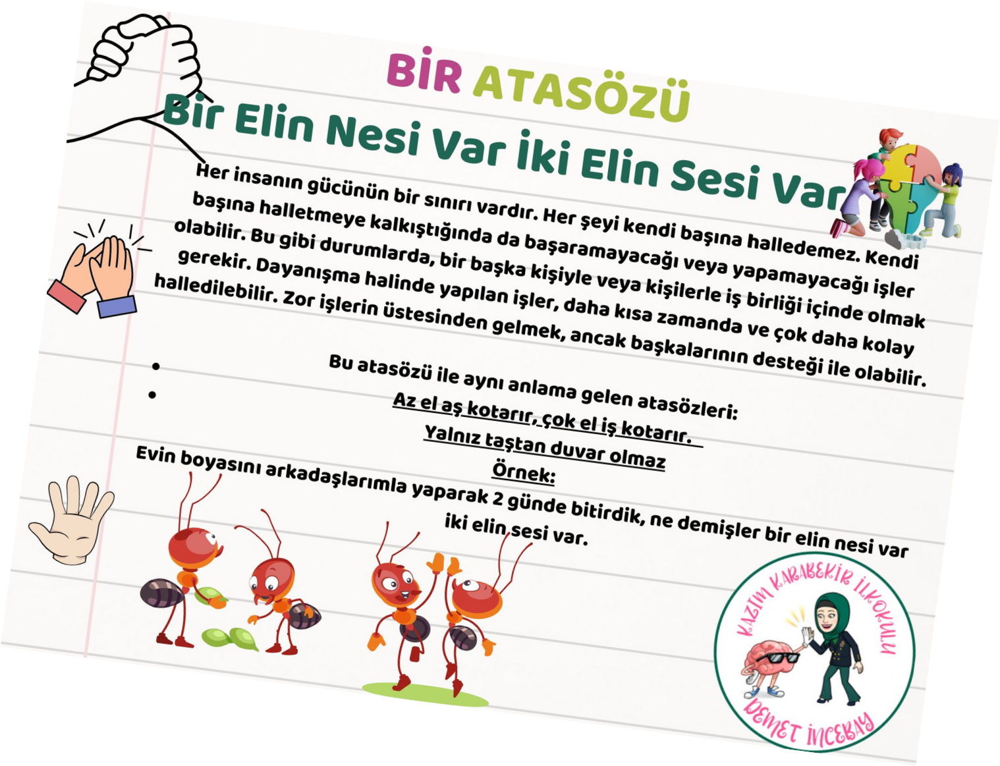 BİR ATASÖZÜ
Bir Elin Nesi Var İki Elin Sesi Var
Her insanın gücünün bir sınırı vardır. Her şeyi kendi başına halledemez. Kendi
başına halletmeye kalkıştığında da başaramayacağı veya yapamayacağı işler
olabilir. Bu gibi durumlarda, bir başka kişiyle veya kişilerle iş birliği içinde olmak
gerekir. Dayanışma halinde yapılan işler, daha kısa zamanda ve çok daha kolay
halledilebilir. Zor işlerin üstesinden gelmek, ancak başkalarının desteği ile olabilir.
Bu atasözü ile aynı anlama gelen atasözleri:
• Az el aş kotarır, çok el iş kotarır.
• Yalnız taştan duvar olmaz
Örnek:
Evin boyasını arkadaşlarımla yaparak 2 günde bitirdik, ne demişler bir elin nesi var
iki elin sesi var.
KAZIM KARABEKİR İLKOKULU
DEMET İNCEBAY